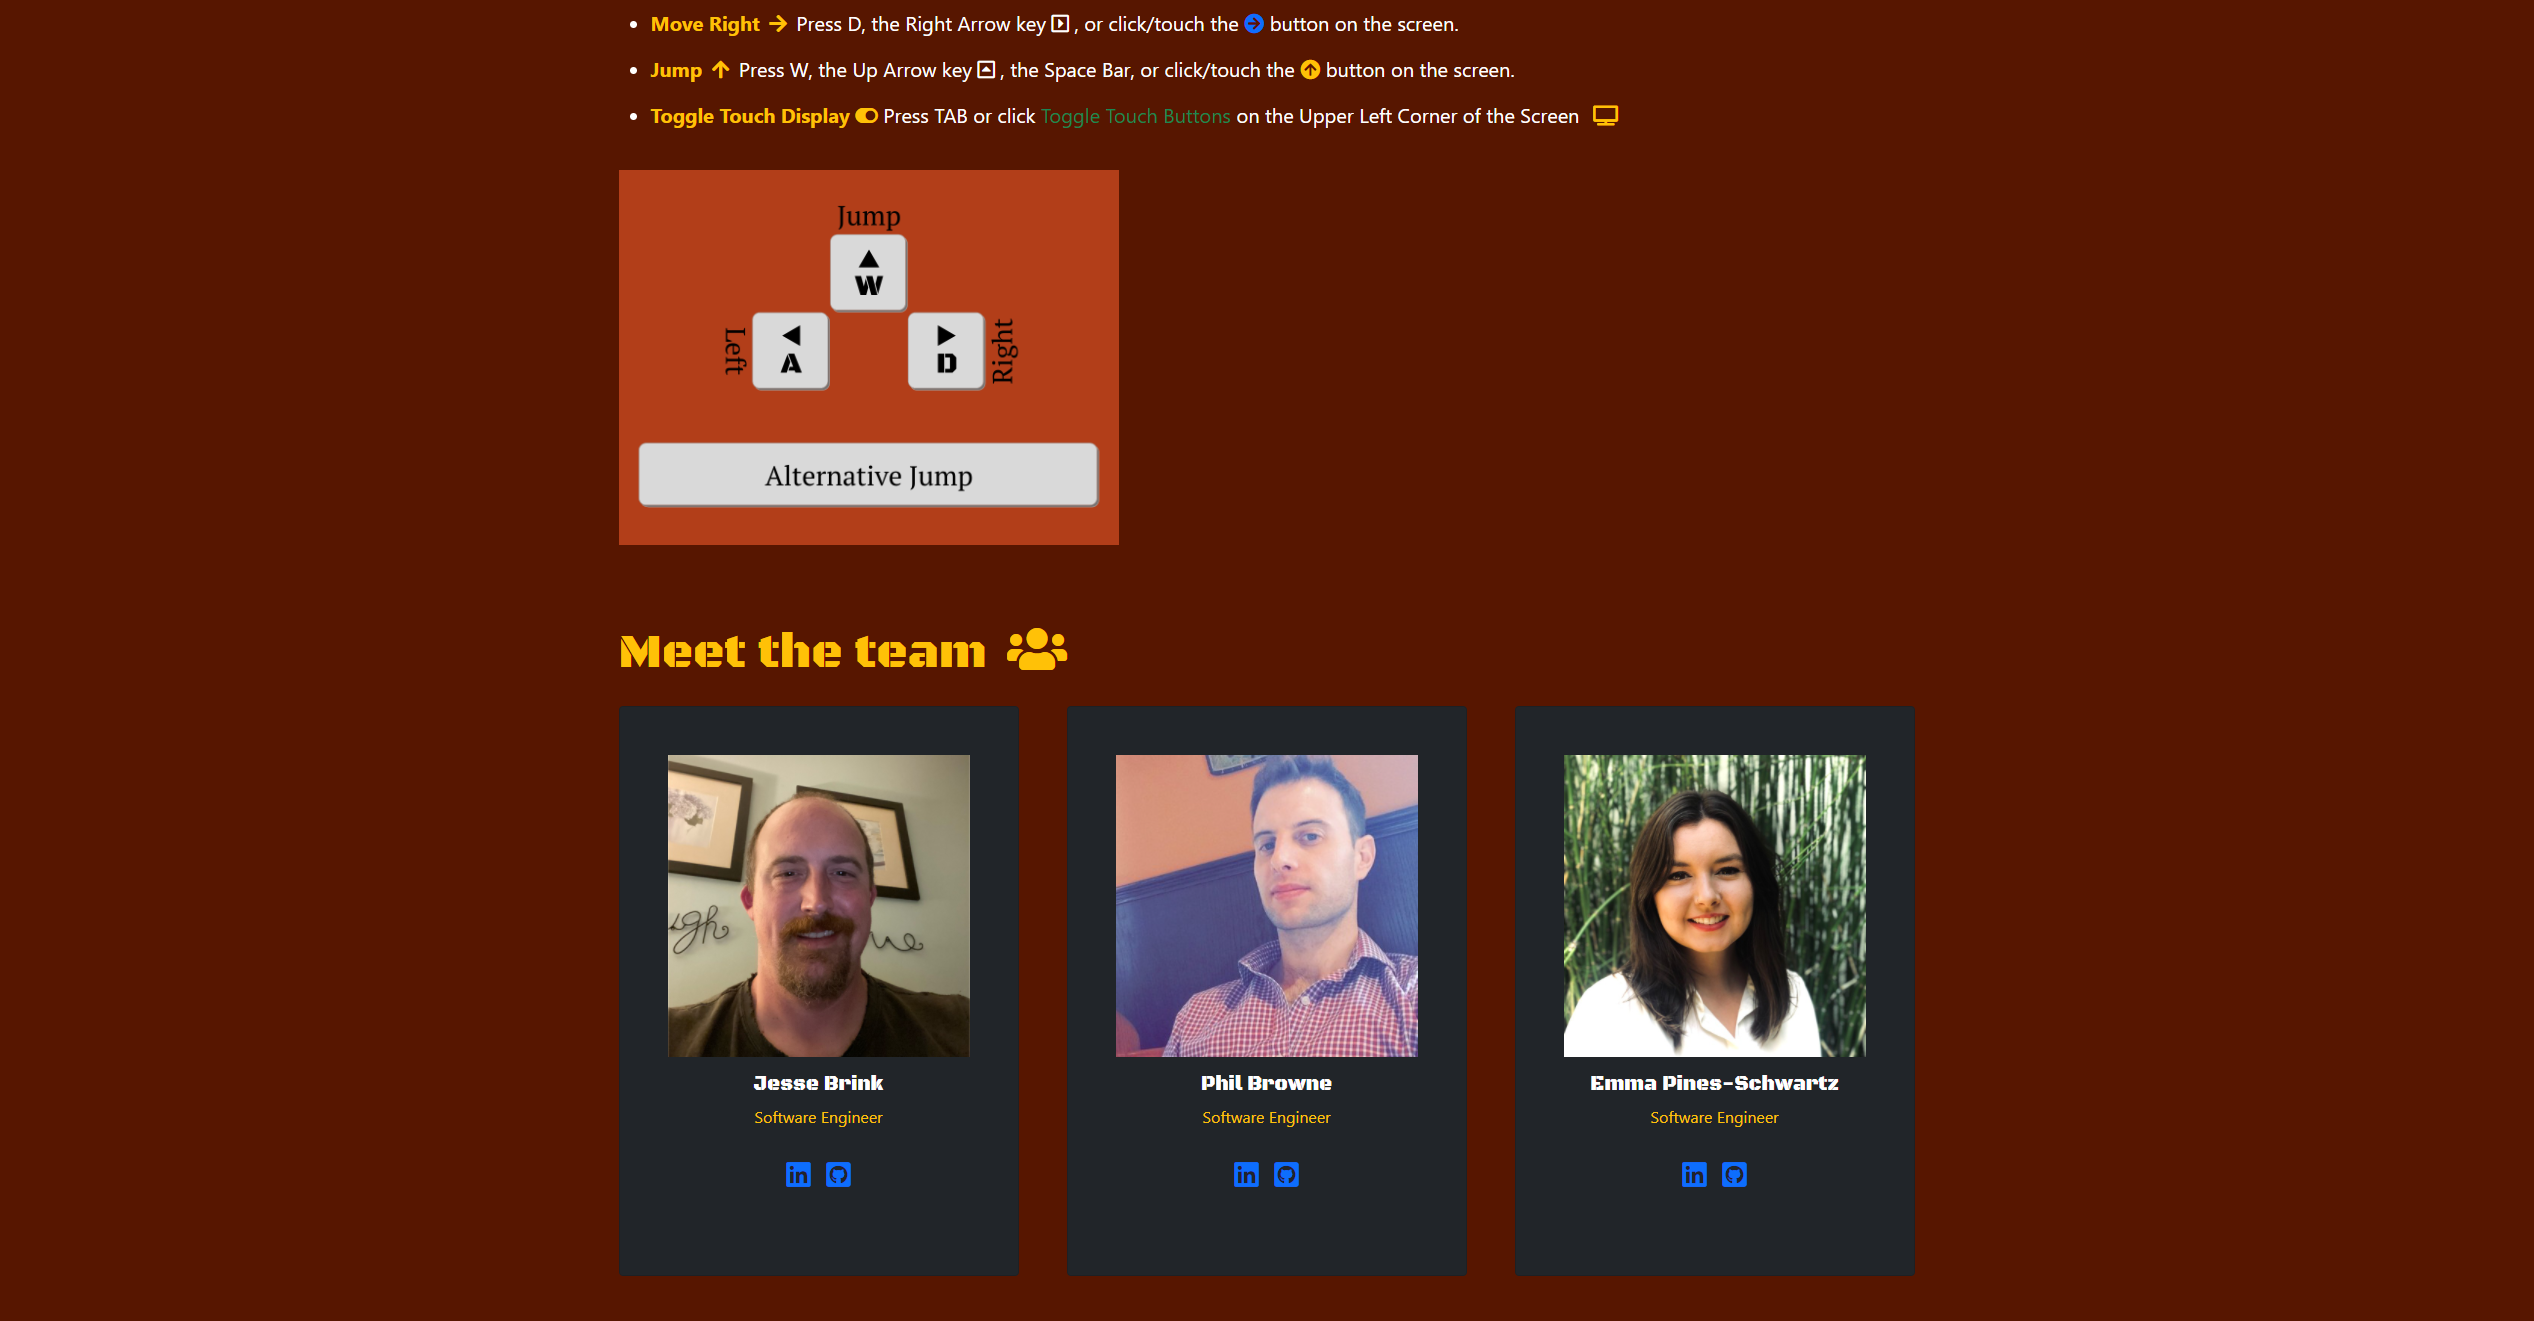 Move Right Press D, the Right Arrow key , or click/touch the button on the screen.
Jump Press W, the Up Arrow key , the Space Bar, or click/touch the button on the screen.
Toggle Touch Display Press TAB or click Toggle Touch Buttons on the Upper Left Corner of the Screen
Jump
W
Left
A
D
Right
Alternative Jump
Meet the team
Jesse Brink
Software Engineer
in
Phil Browne
Software Engineer
in
Emma Pines-Schwartz
Software Engineer
in